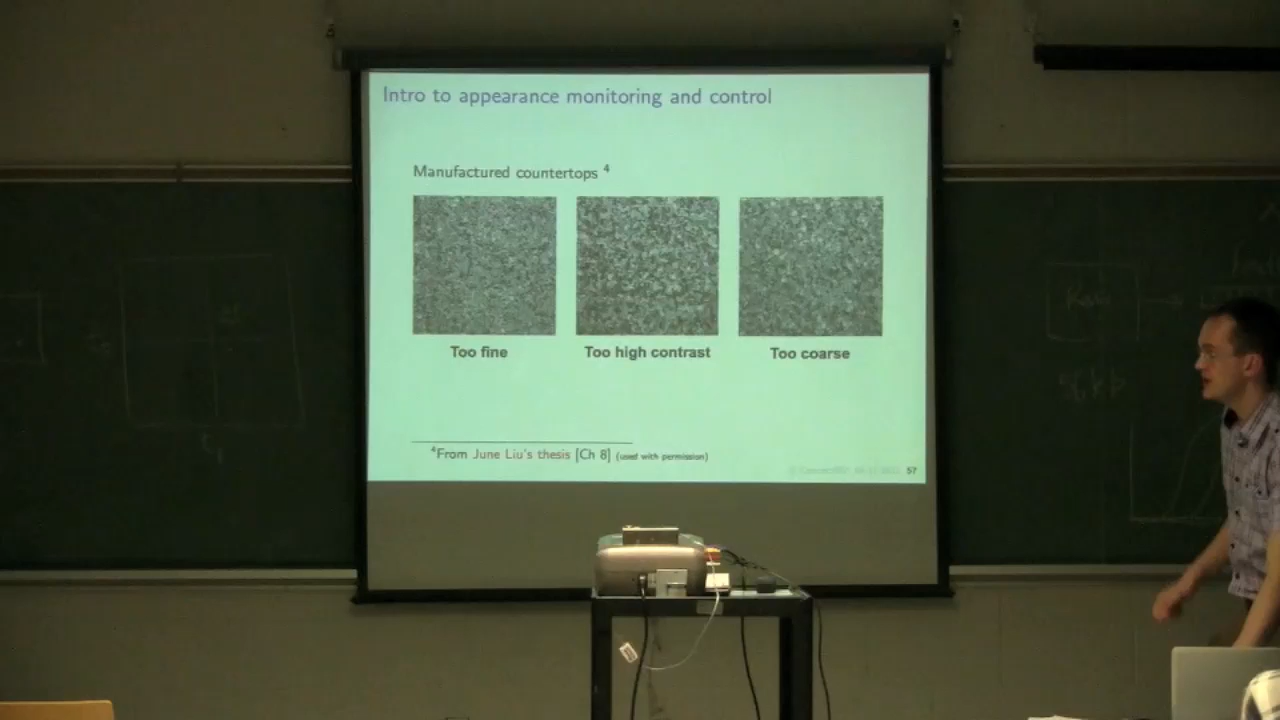 Intro to appearance monitoring and control
Manufactured countertops 4
Too fine
Too high contrast
Too coarse
4From June Liu's thesis [Ch 8] (used with permission)
57